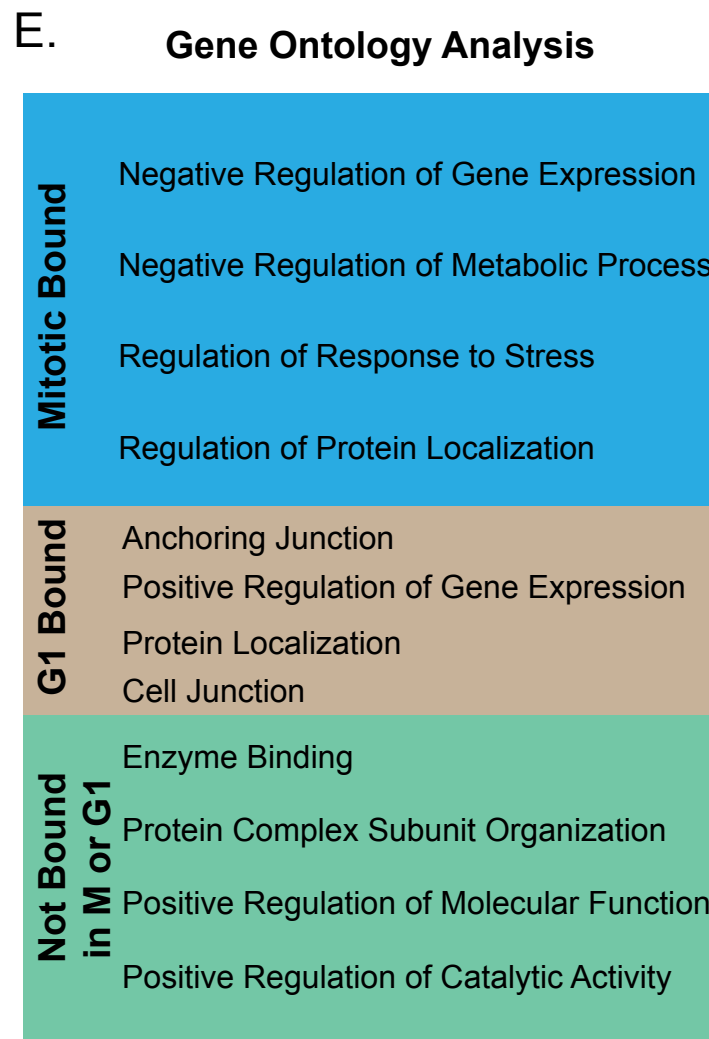 E.
Gene Ontology Analysis
Mitotic Bound
Negative Regulation of Gene Expression
Negative Regulation of Metabolic Process
Regulation of Response to Stress
Regulation of Protein Localization
G1 Bound
Anchoring Junction
Positive Regulation of Gene Expression
Protein Localization
Cell Junction
Not Bound
in M or G1
Enzyme Binding
Protein Complex Subunit Organization
Positive Regulation of Molecular Function
Positive Regulation of Catalytic Activity